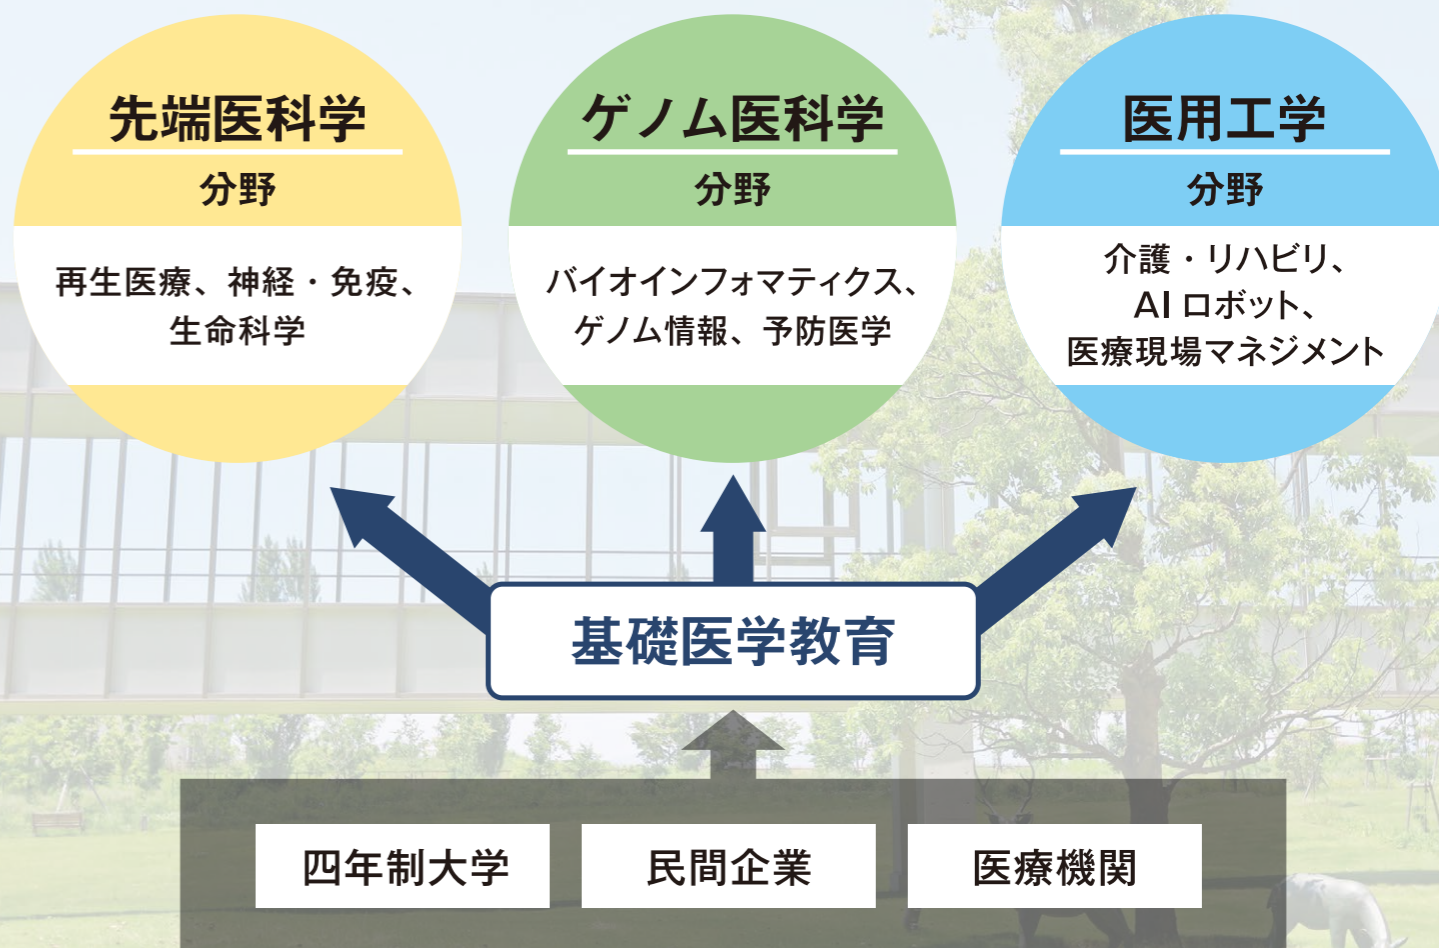 先端医科学
分野
再生医療、神経・免疫、
生命科学
ゲノム医科学
分野
バイオインフォマティクス、
ゲノム情報、予防医学
医用工学
分野
介護・リハビリ、
AI ロボット、
医療現場マネジメント
基礎医学教育
四年制大学
民間企業
医療機関